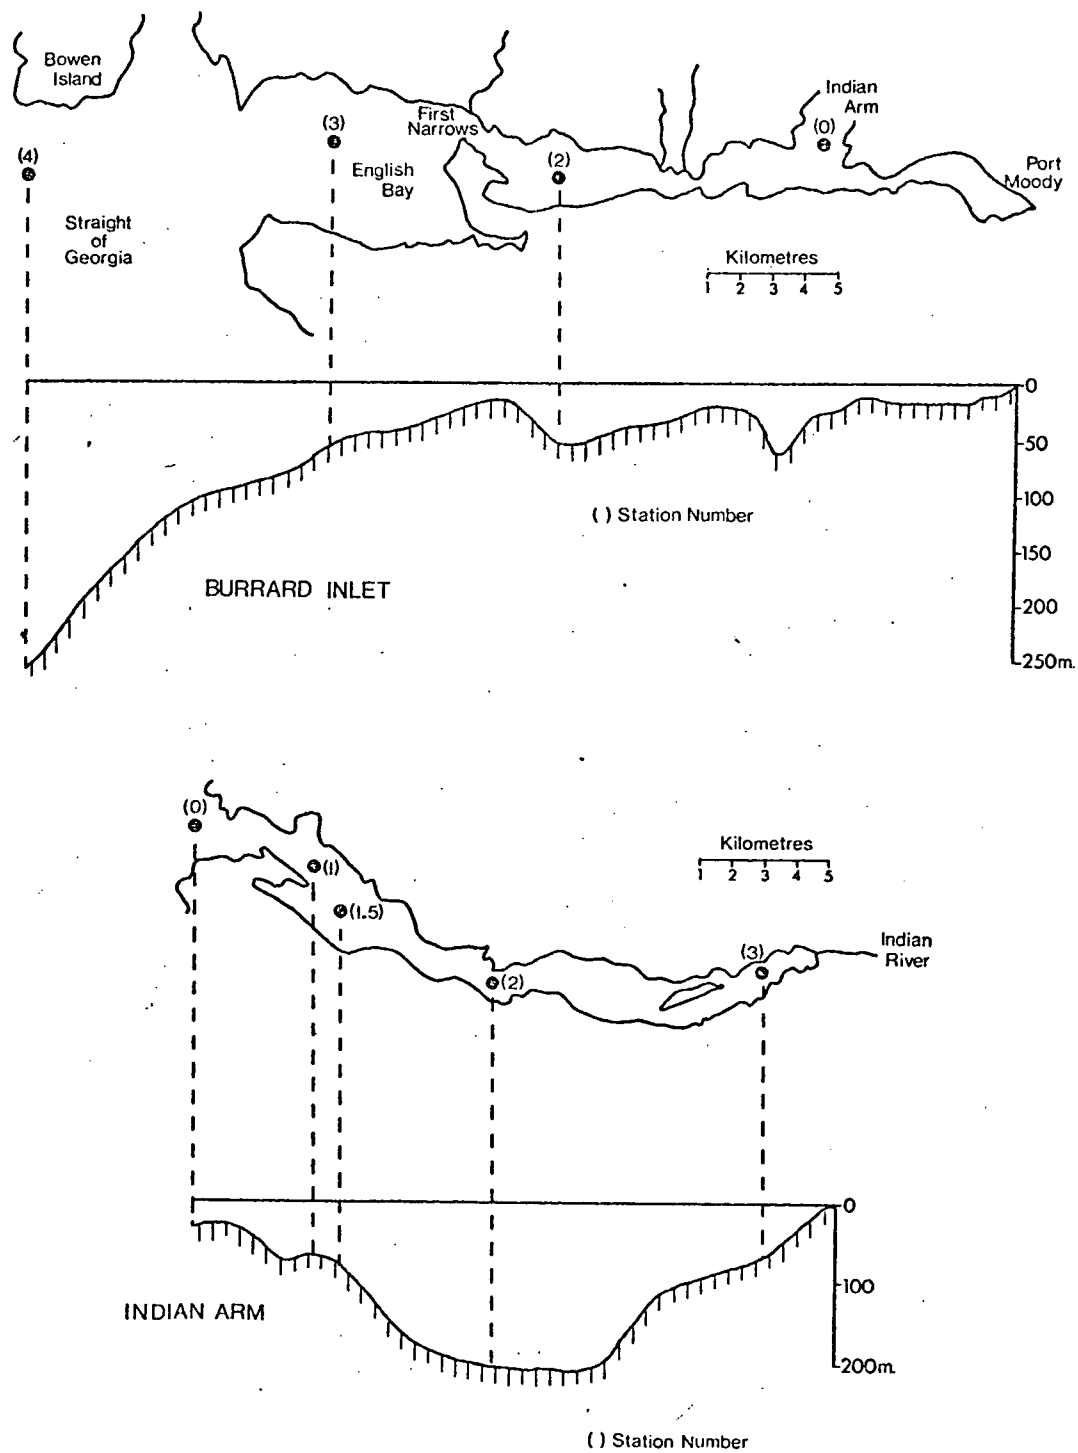 Bowen
Island
(4)
Straight
of
Georgia
(3)
English
Bay
First
Narrows
(2)
Indian
Arm
(0)
Port
Moody
Kilometres
1 2 3 4 5
0
50
100
150
200
250m.
( ) Station Number
BURRARD INLET
(0)
(1)
(1.5)
(2)
(3)
Kilometres
1 2 3 4 5
Indian
River
0
100
200m.
INDIAN ARM
( ) Station Number